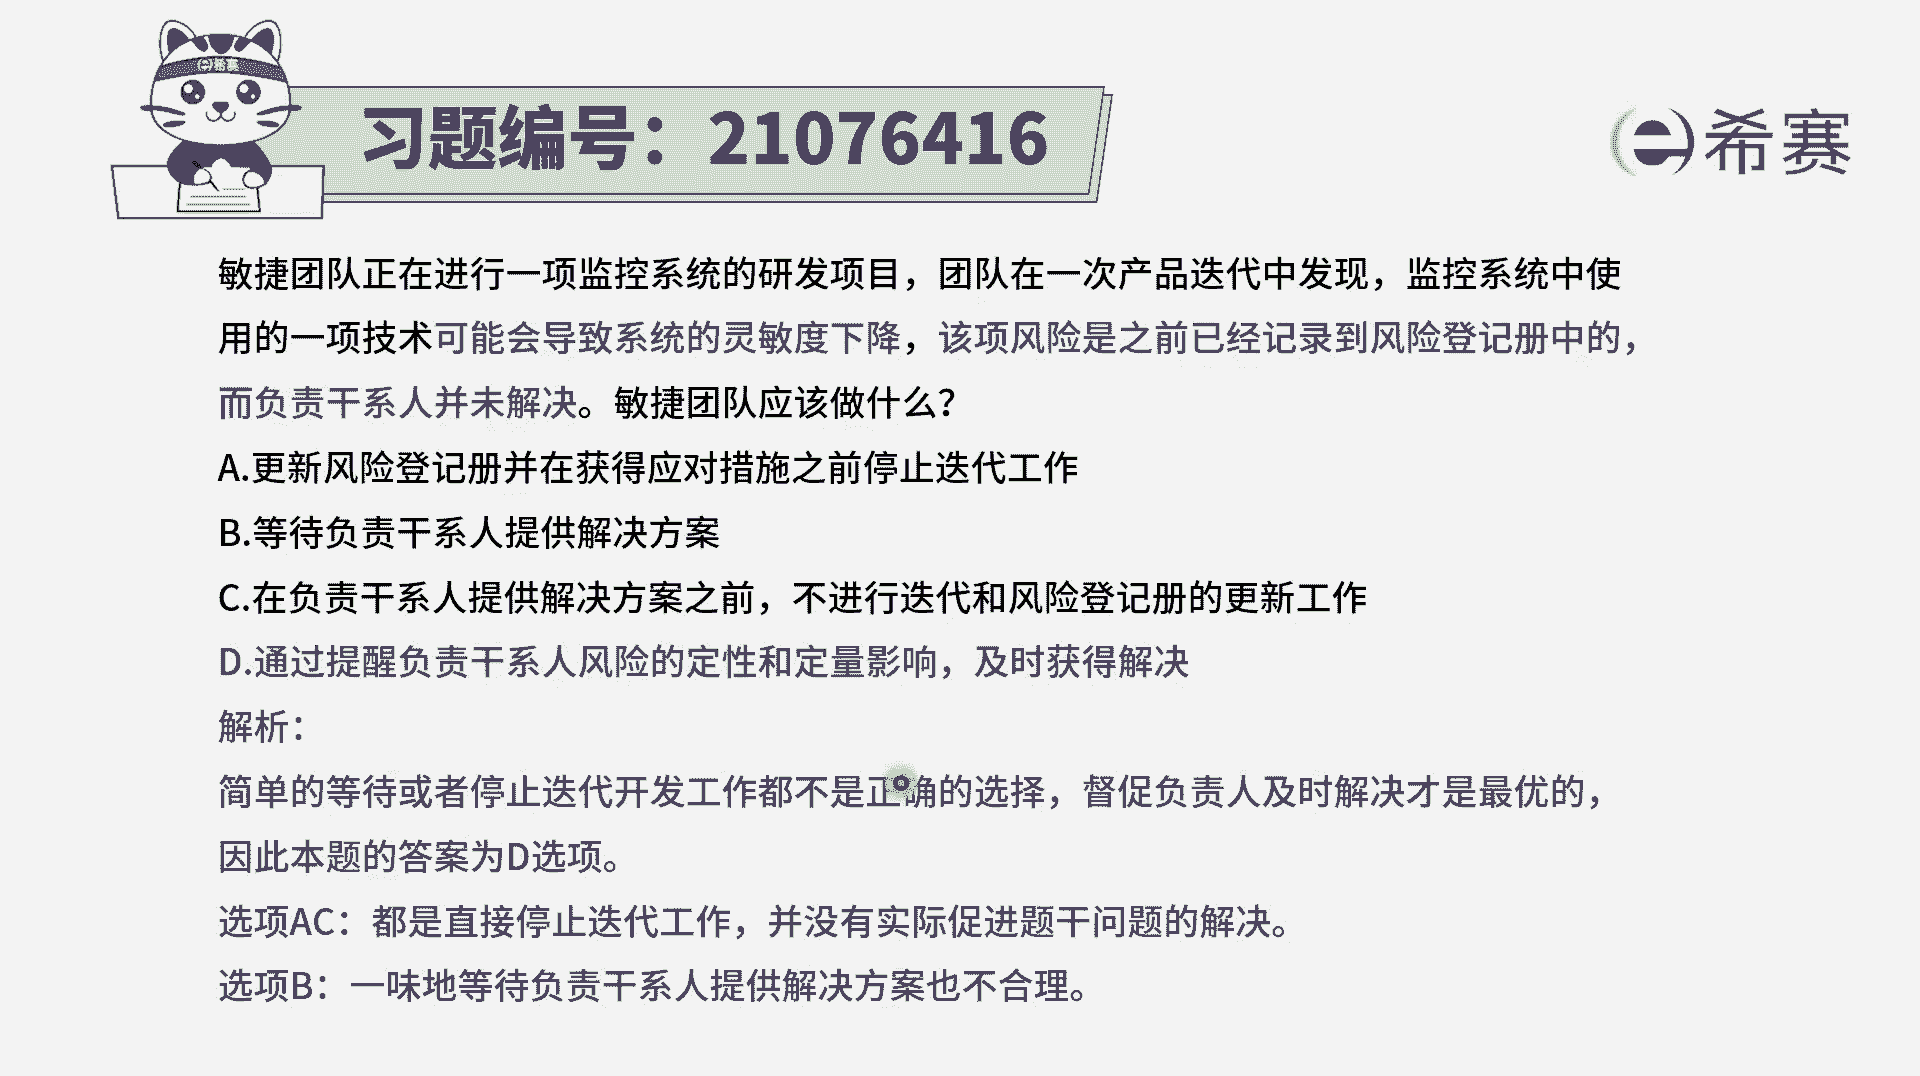 希赛
习题编号：21076416
希赛
敏捷团队正在进行一项监控系统的研发项目，团队在一次产品迭代中发现，监控系统中使
用的一项技术可能会导致系统的灵敏度下降，该项风险是之前已经记录到风险登记册中的，
而负责干系人并未解决。敏捷团队应该做什么？
A.更新风险登记册并在获得应对措施之前停止迭代工作
B.等待负责干系人提供解决方案
C.在负责干系人提供解决方案之前，不进行迭代和风险登记册的更新工作
D.通过提醒负责干系人风险的定性和定量影响，及时获得解决
解析：
简单的等待或者停止迭代开发工作都不是正确的选择，督促负责人及时解决才是最优的，
因此本题的答案为D选项。
选项AC：都是直接停止迭代工作，并没有实际促进题干问题的解决。
选项B：一味地等待负责干系人提供解决方案也不合理。